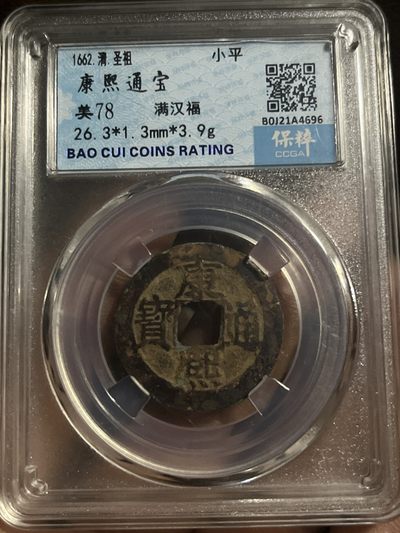 1662.清.圣祖 小平
康熙通宝
美78 满汉福
26.3*1.3mm*3.9g
B0J21A4696
BAO CUI COINS RATING
保粹
CCGA
康
寳 通
熙